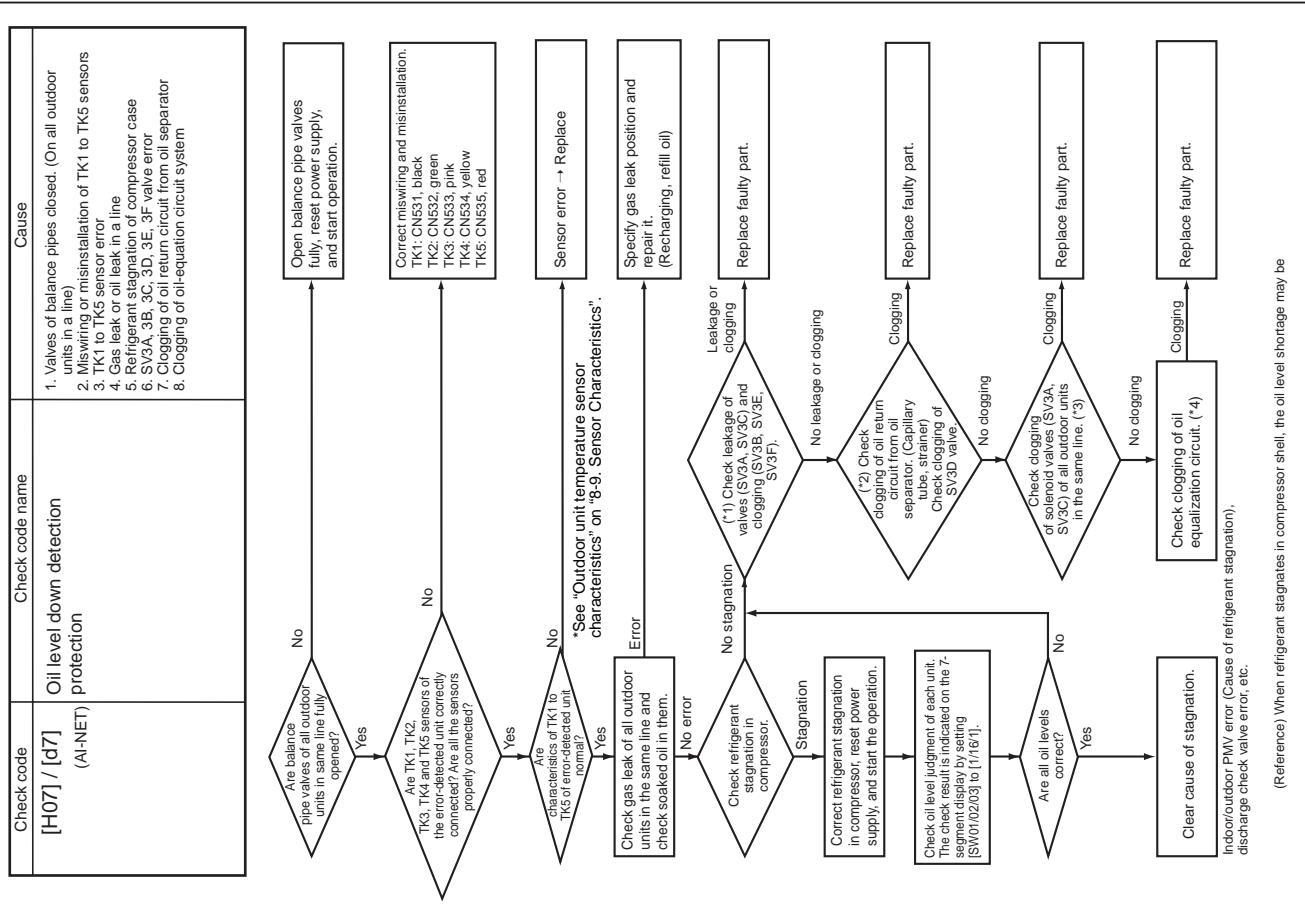 Check code
Check code name
Cause
[H07] / [d7]
(AI-NET)
Oil level down detection
protection
1. Valves of balance pipes closed. (On all outdoor
units in a line)
2. Miswiring or misinstallation of TK1 to TK5 sensors
3. TK1 to TK5 sensor error
4. Gas leak or oil leak in a line
5. Refrigerant stagnation of compressor case
6. SV3A, 3B, 3C, 3D, 3E, 3F valve error
7. Clogging of oil return circuit from oil separator
8. Clogging of oil-equation circuit system
Are balance
pipe valves of all outdoor
units in same line fully
opened?
No
Open balance pipe valves
fully, reset power supply,
and start operation.
Yes
Are TK1, TK2,
TK3, TK4 and TK5 sensors of
the error-detected unit correctly
connected? Are all the sensors
properly connected?
No
Correct miswiring and misinstallation.
TK1: CN531, black
TK2: CN532, green
TK3: CN533, pink
TK4: CN534, yellow
TK5: CN535, red
Yes
Are
characteristics of TK1 to
TK5 of error-detected unit
normal?
No
Sensor error → Replace
*See “Outdoor unit temperature sensor
characteristics” on “8-9. Sensor Characteristics”.
Yes
Check gas leak of all outdoor
units in the same line and
check soaked oil in them.
Error
Specify gas leak position and
repair it.
(Recharging, refill oil)
No error
Check refrigerant
stagnation in
compressor.
No stagnation
(*1) Check leakage of
valves (SV3A, SV3C) and
clogging (SV3B, SV3E,
SV3F).
Leakage or
clogging
Replace faulty part.
Stagnation
No leakage or clogging
Correct refrigerant stagnation
in compressor, reset power
supply, and start the operation.
(*2) Check
clogging of oil return
circuit from oil
separator. (Capillary
tube, strainer)
Check clogging of
SV3D valve.
Clogging
Replace faulty part.
Check oil level judgment of each unit.
The check result is indicated on the 7-
segment display by setting
[SW01/02/03] to [1/16/1].
No clogging
Are all oil levels
correct?
No
Check clogging
of solenoid valves (SV3A,
SV3C) of all outdoor units
in the same line. (*3)
Clogging
Replace faulty part.
Yes
No clogging
Clear cause of stagnation.
Check clogging of oil
equalization circuit. (*4)
Clogging
Replace faulty part.
Indoor/outdoor PMV error (Cause of refrigerant stagnation),
discharge check valve error, etc.
(Reference) When refrigerant stagnates in compressor shell, the oil level shortage may be